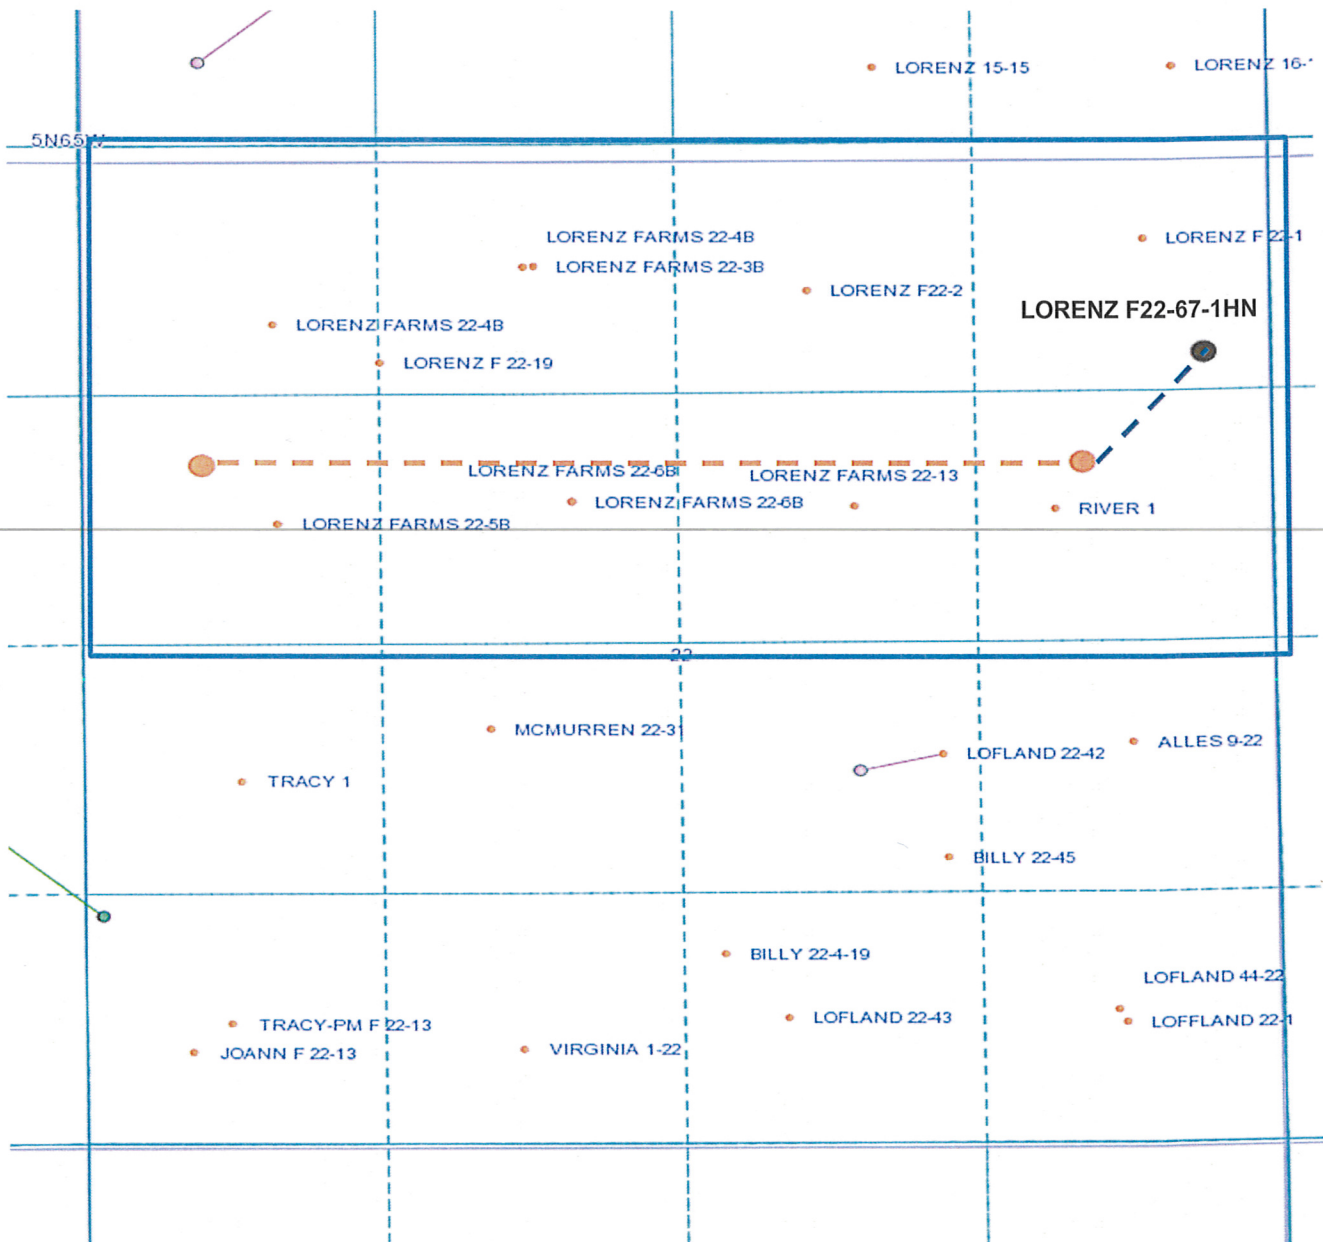 LORENZ 15-15
LORENZ 16-1
5N65W
LORENZ FARMS 22-4B
LORENZ F 22-1
LORENZ FARMS 22-3B
LORENZ F22-2
LORENZ F22-67-1HN
LORENZ FARMS 22-4B
LORENZ F 22-19
LORENZ FARMS 22-6B
LORENZ FARMS 22-13
LORENZ FARMS 22-6B
RIVER 1
LORENZ FARMS 22-5B
22
MCMURREN 22-31
ALLES 9-22
LOFLAND 22-42
TRACY 1
BILLY 22-45
BILLY 22-4-19
LOFLAND 44-22
LOFLAND 22-43
LOFFLAND 22-1
TRACY-PM F 22-13
JOANN F 22-13
VIRGINIA 1-22